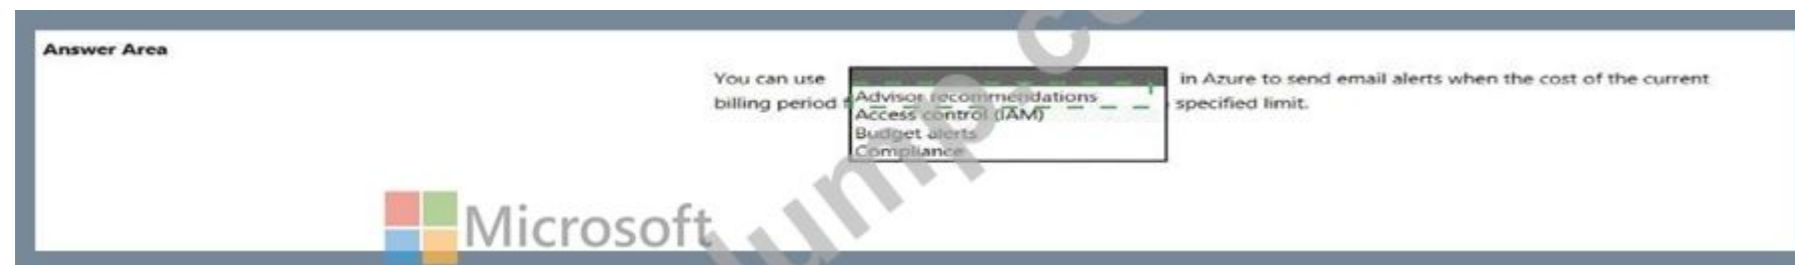 Answer Area
You can use in Azure to send email alerts when the cost of the current
billing period specified limit.
Advisor recommendations
Access control (IAM)
Budget alerts
Compliance
Microsoft